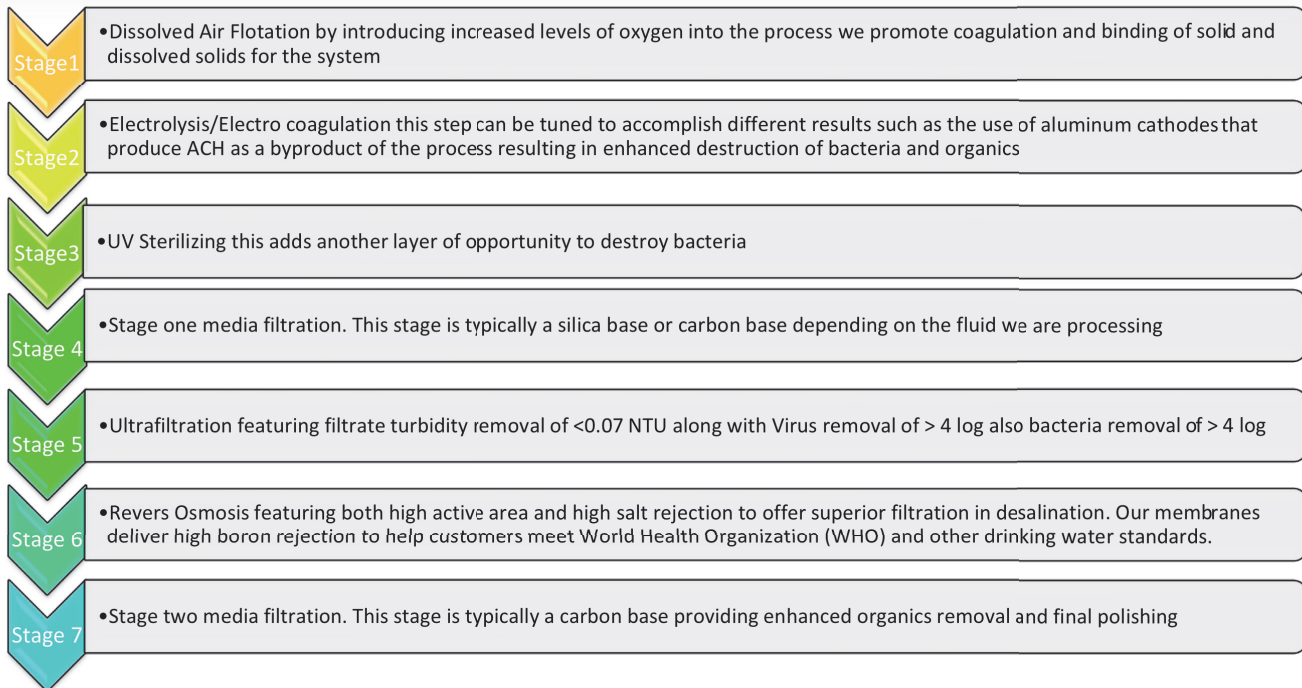 Stage1
•Dissolved Air Flotation by introducing increased levels of oxygen into the process we promote coagulation and binding of solid and
dissolved solids for the system
Stage2
•Electrolysis/Electro coagulation this step can be tuned to accomplish different results such as the use of aluminum cathodes that
produce ACH as a byproduct of the process resulting in enhanced destruction of bacteria and organics
Stage3
•UV Sterilizing this adds another layer of opportunity to destroy bacteria
Stage 4
•Stage one media filtration. This stage is typically a silica base or carbon base depending on the fluid we are processing
Stage 5
•Ultrafiltration featuring filtrate turbidity removal of <0.07 NTU along with Virus removal of > 4 log also bacteria removal of > 4 log
Stage 6
•Revers Osmosis featuring both high active area and high salt rejection to offer superior filtration in desalination. Our membranes
deliver high boron rejection to help customers meet World Health Organization (WHO) and other drinking water standards.
Stage 7
•Stage two media filtration. This stage is typically a carbon base providing enhanced organics removal and final polishing